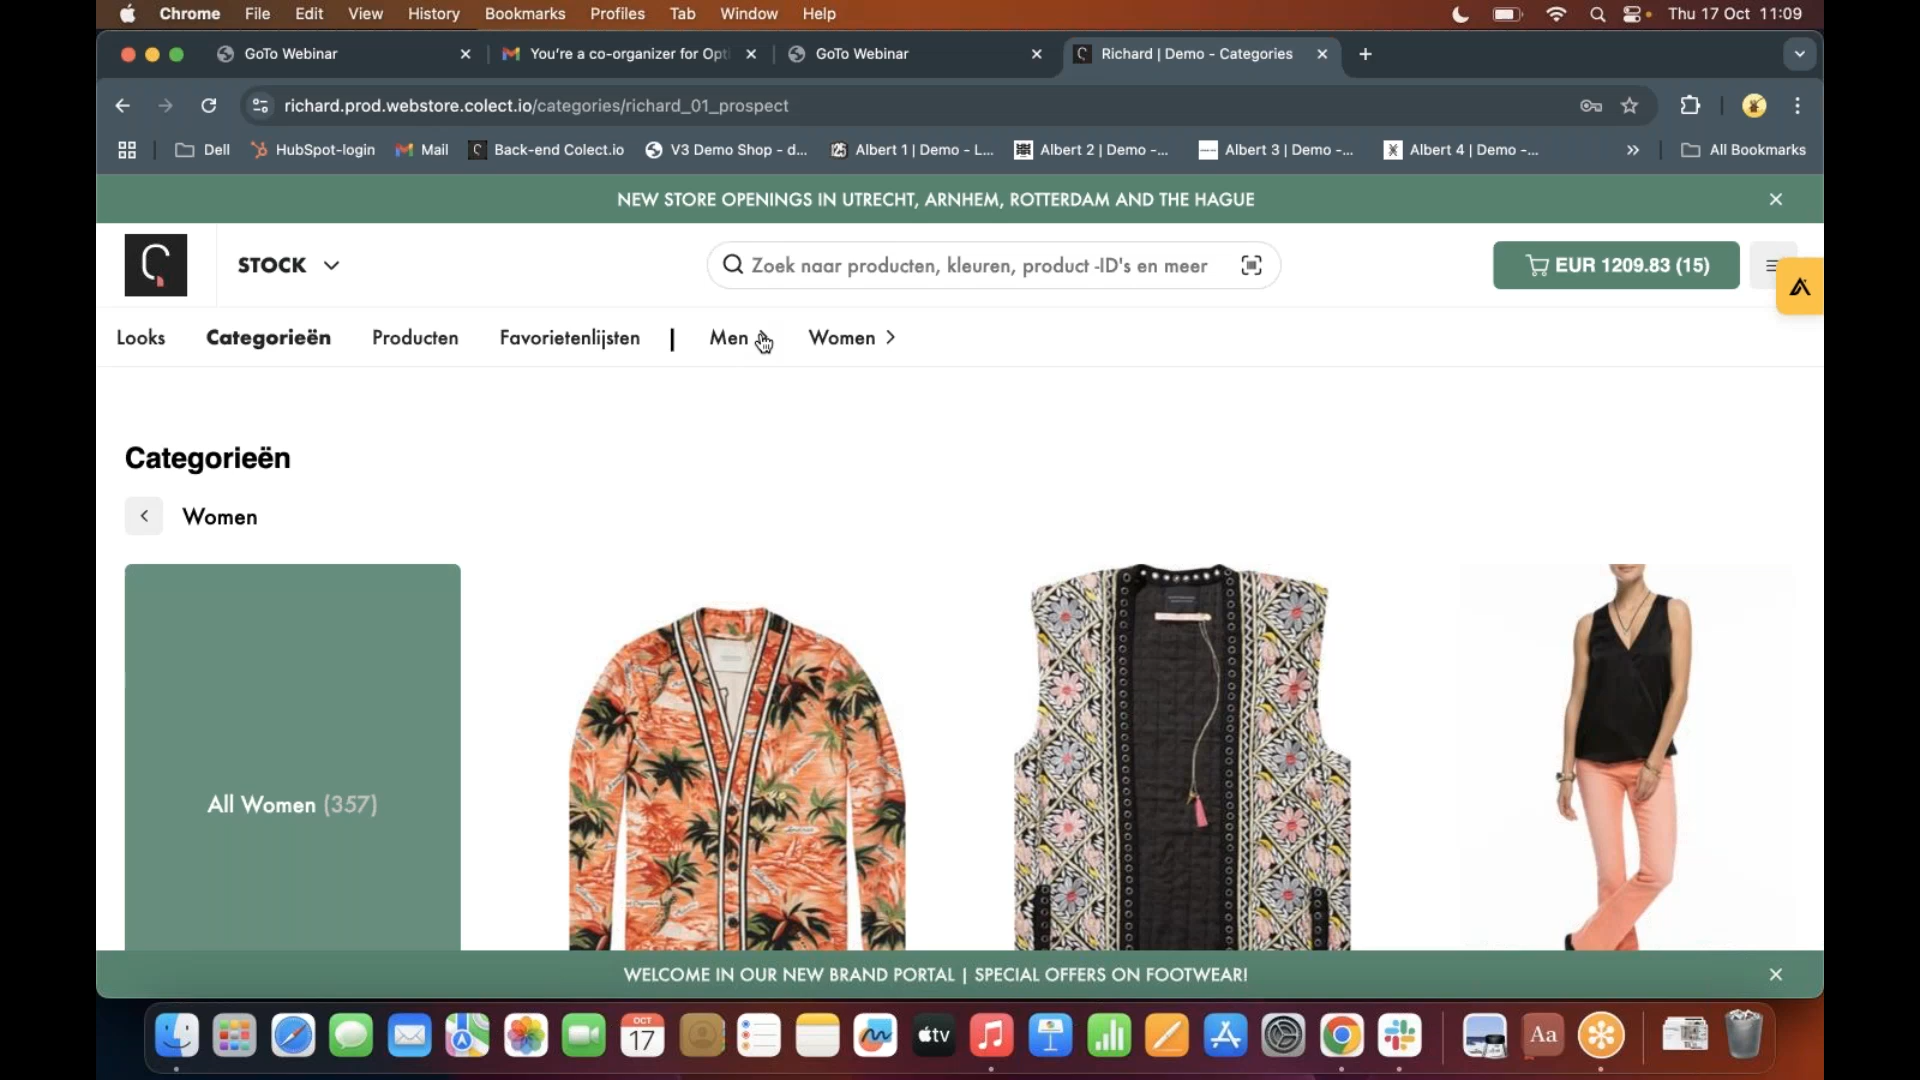 Chrome File Edit View History Bookmarks Profiles Tab Window Help Thu 17 Oct 11:09
GoTo Webinar You're a co-organizer for Opti GoTo Webinar Richard | Demo - Categories
richard.prod.webstore.colect.io/categories/richard_01_prospect
Dell HubSpot-login Mail Back-end Colect.io V3 Demo Shop - d... Albert 1 | Demo - L... Albert 2 | Demo -... Albert 3 | Demo -... Albert 4 | Demo -... All Bookmarks
NEW STORE OPENINGS IN UTRECHT, ARNHEM, ROTTERDAM AND THE HAGUE
STOCK Zoek naar producten, kleuren, product -ID's en meer EUR 1209.83 (15)
Looks Categorieën Producten Favorietenlijsten | Men Women
Categorieën
Women
All Women (357)
WELCOME IN OUR NEW BRAND PORTAL | SPECIAL OFFERS ON FOOTWEAR!
OCT
17
tv
Aa